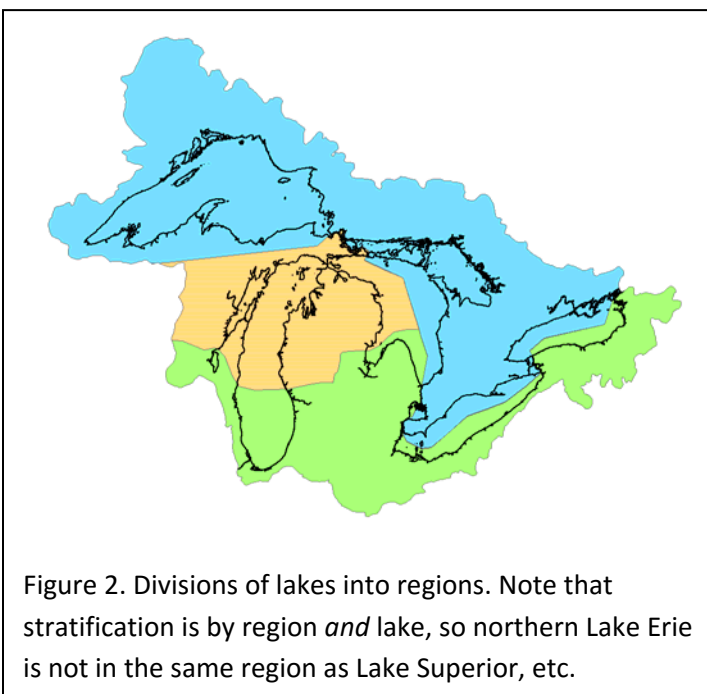 Figure 2. Divisions of lakes into regions. Note that
stratification is by region and lake, so northern Lake Erie
is not in the same region as Lake Superior, etc.